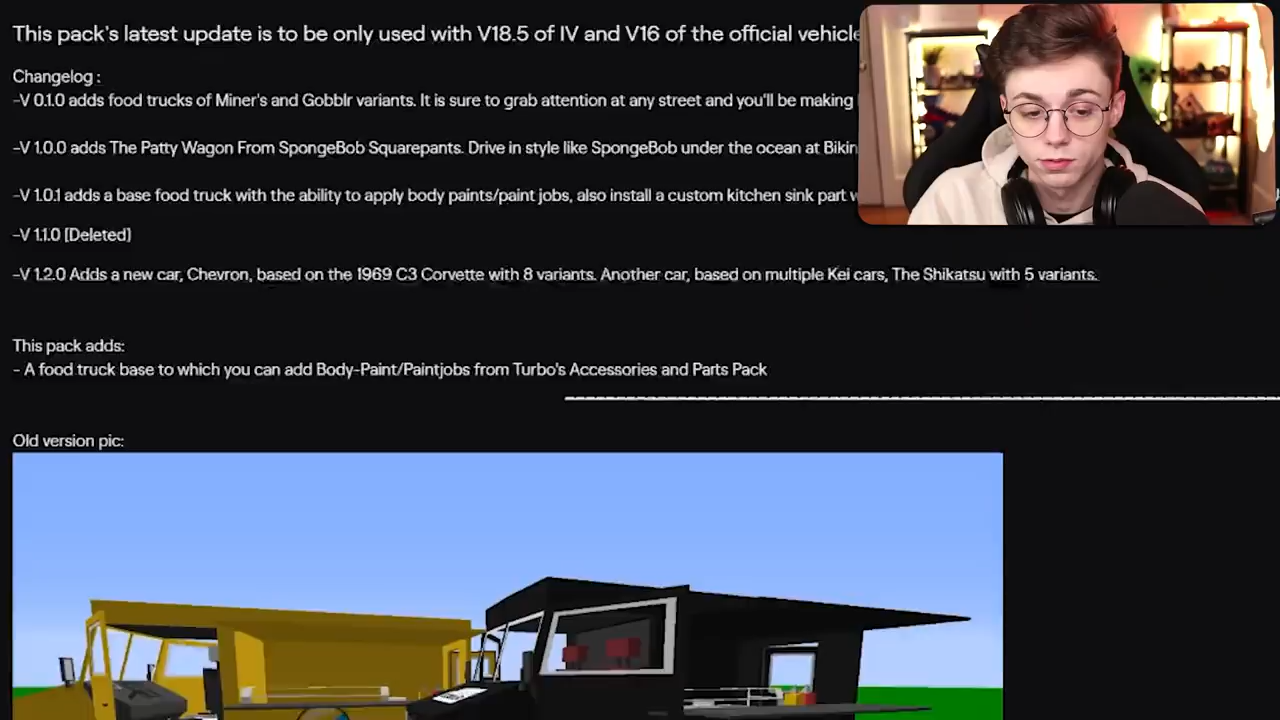 This pack's latest update is to be only used with V18.5 of IV and V16 of the official vehicle
Changelog :
-V 0.1.0 adds food trucks of Miner's and Gobblr variants. It is sure to grab attention at any street and you'll be making
-V 1.0.0 adds The Patty Wagon From SpongeBob Squarepants. Drive in style like SpongeBob under the ocean at Bikin
-V 1.0.1 adds a base food truck with the ability to apply body paints/paint jobs, also install a custom kitchen sink part
-V 1.1.0 [Deleted]
-V 1.2.0 Adds a new car, Chevron, based on the 1969 C3 Corvette with 8 variants. Another car, based on multiple Kei cars, The Shikatsu with 5 variants.
This pack adds:
- A food truck base to which you can add Body-Paint/Paintjobs from Turbo's Accessories and Parts Pack
Old version pic: